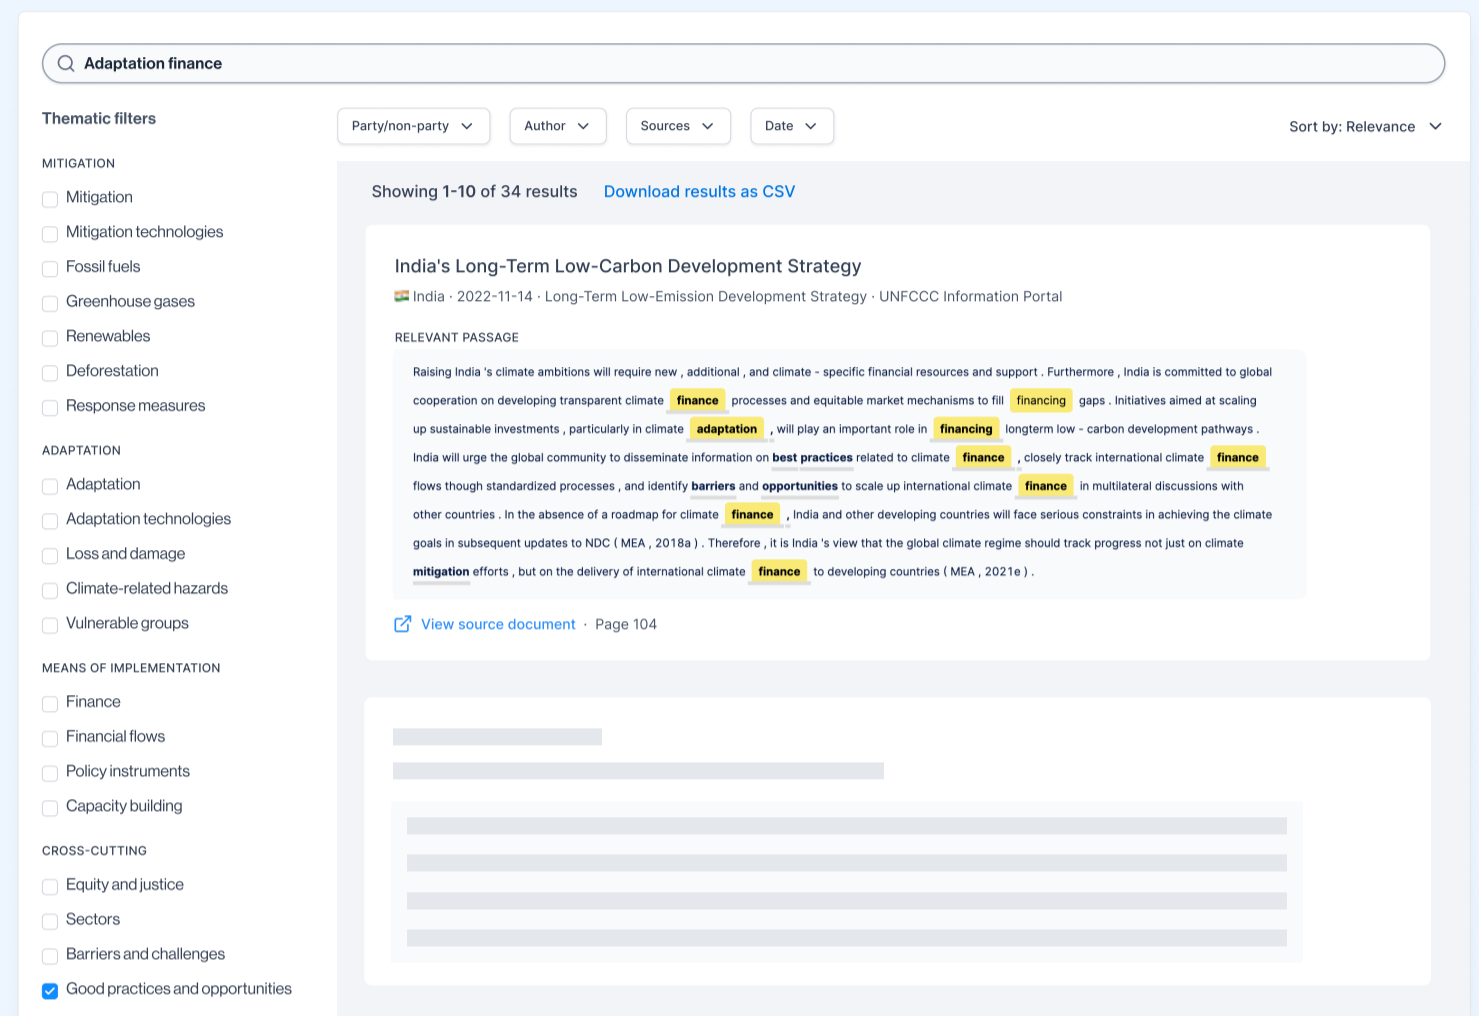 Adaptation finance
Thematic filters
Party/non-party
Author
Sources
Date
Sort by: Relevance
MITIGATION
Mitigation
Mitigation technologies
Fossil fuels
Greenhouse gases
Renewables
Deforestation
Response measures
ADAPTATION
Adaptation
Adaptation technologies
Loss and damage
Climate-related hazards
Vulnerable groups
MEANS OF IMPLEMENTATION
Finance
Financial flows
Policy instruments
Capacity building
CROSS-CUTTING
Equity and justice
Sectors
Barriers and challenges
Good practices and opportunities
Showing 1-10 of 34 results Download results as CSV
India's Long-Term Low-Carbon Development Strategy
India · 2022-11-14 · Long-Term Low-Emission Development Strategy · UNFCCC Information Portal
RELEVANT PASSAGE
Raising India 's climate ambitions will require new , additional , and climate - specific financial resources and support . Furthermore , India is committed to global
cooperation on developing transparent climate finance processes and equitable market mechanisms to fill financing gaps . Initiatives aimed at scaling
up sustainable investments , particularly in climate adaptation , will play an important role in financing longterm low - carbon development pathways .
India will urge the global community to disseminate information on best practices related to climate finance , closely track international climate finance
flows though standardized processes , and identify barriers and opportunities to scale up international climate finance in multilateral discussions with
other countries . In the absence of a roadmap for climate finance , India and other developing countries will face serious constraints in achieving the climate
goals in subsequent updates to NDC ( MEA , 2018a ) . Therefore , it is India 's view that the global climate regime should track progress not just on climate
mitigation efforts , but on the delivery of international climate finance to developing countries ( MEA , 2021e ) .
View source document · Page 104